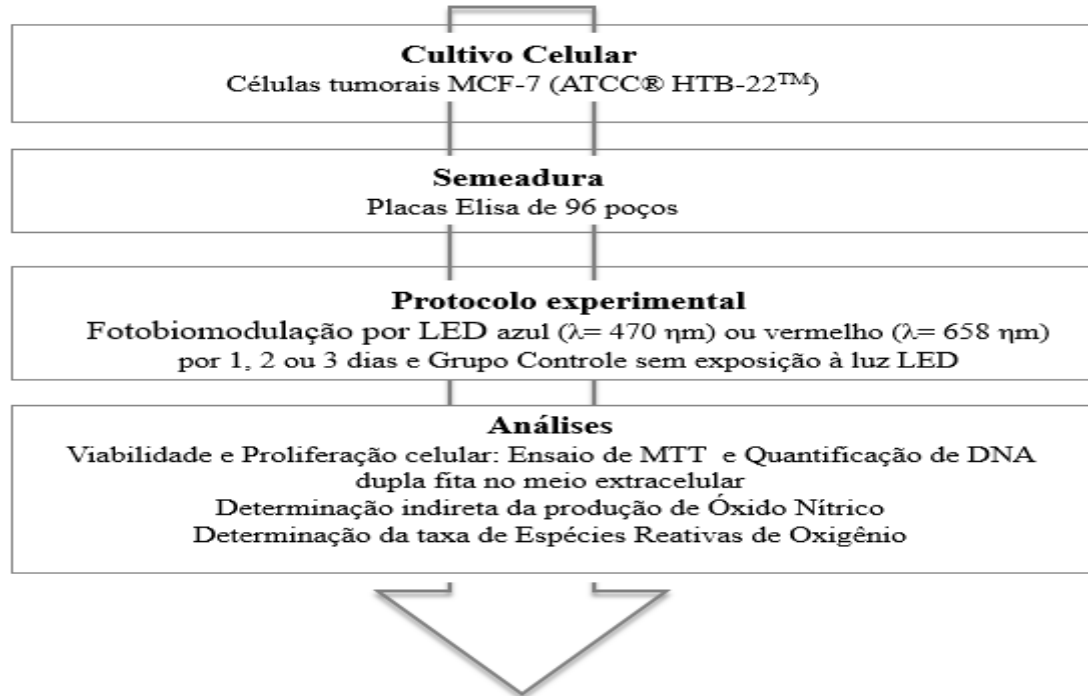 Cultivo Celular
Células tumorais MCF-7 (ATCC® HTB-22TM)
Semeadura
Placas Elisa de 96 poços
Protocolo experimental
Fotobiomodulação por LED azul (λ= 470 ηm) ou vermelho (λ= 658 ηm)
por 1, 2 ou 3 dias e Grupo Controle sem exposição à luz LED
Análises
Viabilidade e Proliferação celular: Ensaio de MTT e Quantificação de DNA
dupla fita no meio extracelular
Determinação indireta da produção de Óxido Nítrico
Determinação da taxa de Espécies Reativas de Oxigênio